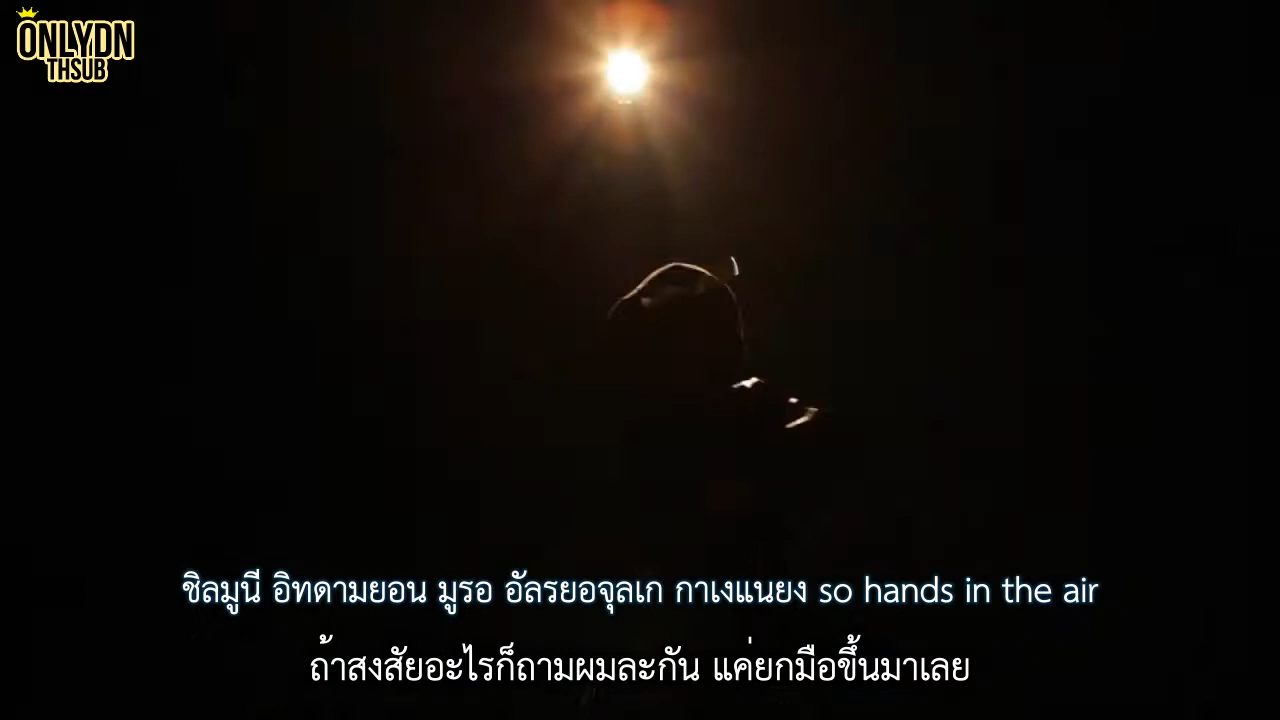 ONLYDN
THSUB
ชิลมูนี อิทดามยอน มูรอ อัลรยอจุลเก กาเงแนยง so hands in the air
ถ้าสงสัยอะไรก็ถามผมละกัน แค่ยกมือขึ้นมาเลย